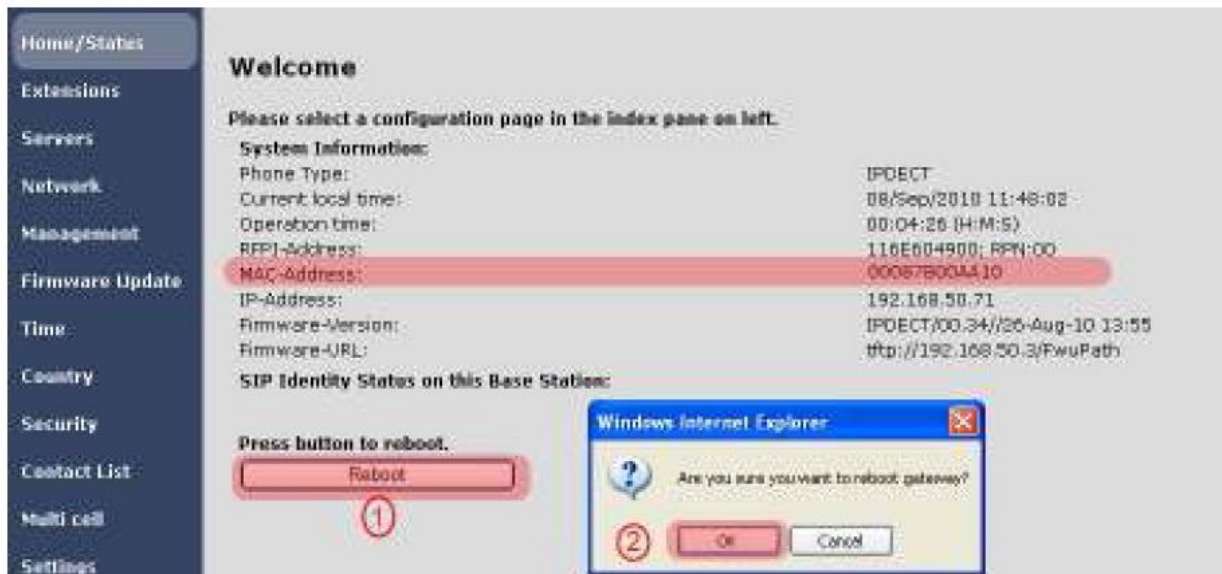 Home/Status
Extensions
Servers
Network
Management
Firmware Update
Time
Country
Security
Contact List
Multi cell
Settings
Welcome
Please select a configuration page in the index pane on left.
System Information:
Phone Type: IPDECT
Current local time: 08/Sep/2010 11:48:02
Operation time: 00:04:26 (H:M:S)
RFPI-Address: 116E604900; RPN:00
MAC-Address: 00087B00AA10
IP-Address: 192.168.50.71
Firmware-Version: IPDECT/00.34//26-Aug-10 13:55
Firmware-URL: tftp://192.168.50.3/FwuPath
SIP Identity Status on this Base Station:
Press button to reboot.
Reboot
1
Windows Internet Explorer
?
Are you sure you want to reboot gateway?
2
OK
Cancel